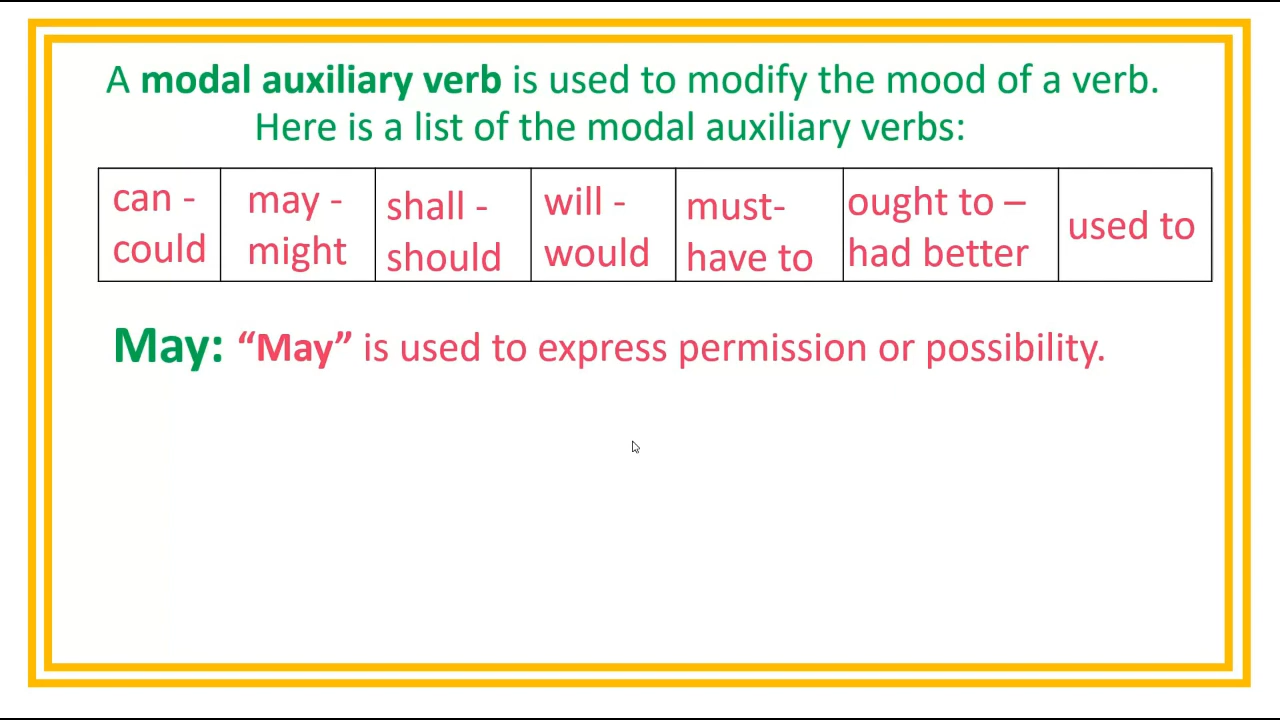 A modal auxiliary verb is used to modify the mood of a verb.
Here is a list of the modal auxiliary verbs:
can -
could
may -
might
shall -
should
will -
would
must-
have to
ought to –
had better
used to
May: “May” is used to express permission or possibility.